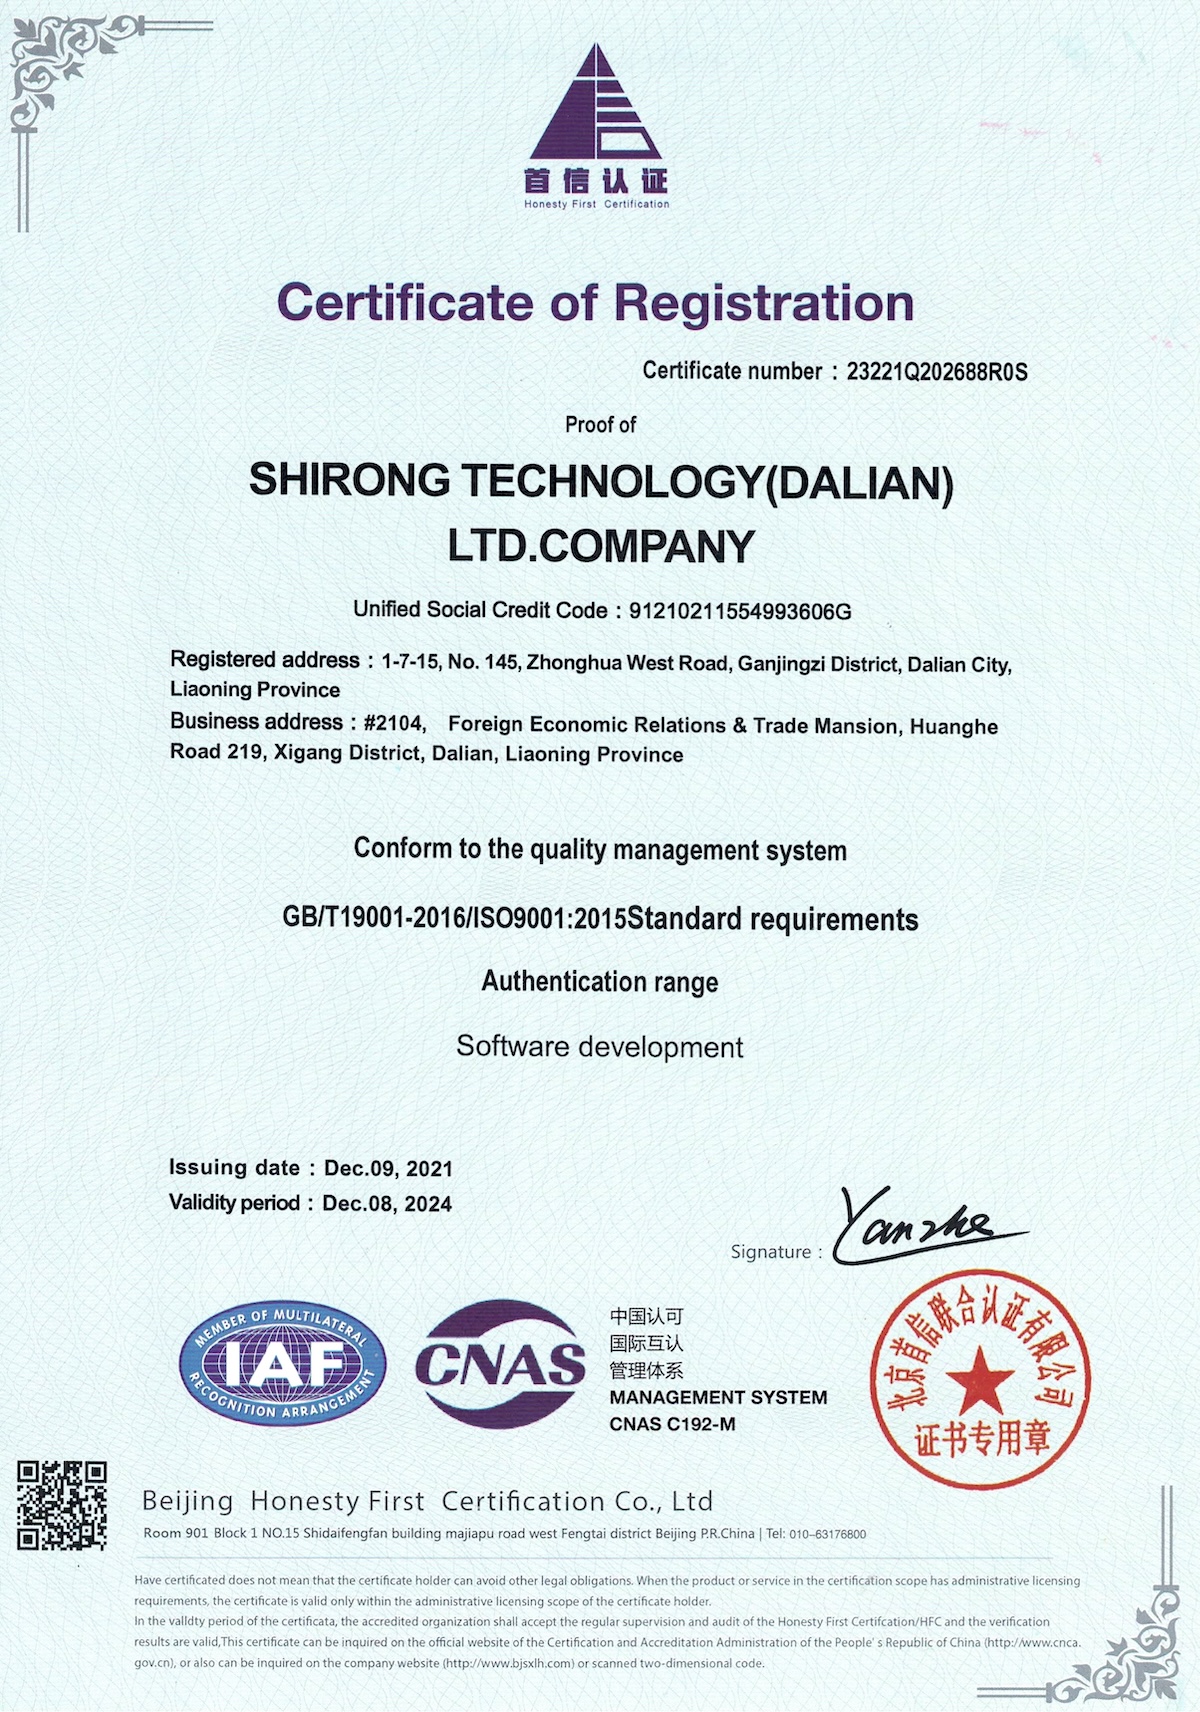 首信认证
Honesty First Certification
Certificate of Registration
Certificate number：23221Q202688R0S
Proof of
SHIRONG TECHNOLOGY(DALIAN)
LTD.COMPANY
Unified Social Credit Code：91210211554993606G
Registered address：1-7-15, No. 145, Zhonghua West Road, Ganjingzi District, Dalian City,
Liaoning Province
Business address：#2104, Foreign Economic Relations & Trade Mansion, Huanghe
Road 219, Xigang District, Dalian, Liaoning Province
Conform to the quality management system
GB/T19001-2016/ISO9001:2015Standard requirements
Authentication range
Software development
Issuing date：Dec.09, 2021
Validity period：Dec.08, 2024
Signature： Yanzhe
MEMBER OF MULTILATERAL
IAF
RECOGNITION ARRANGEMENT
CNAS
中国认可
国际互认
管理体系
MANAGEMENT SYSTEM
CNAS C192-M
北京首信联合认证有限公司
证书专用章
Beijing Honesty First Certification Co., Ltd
Room 901 Block 1 NO.15 Shidaifengfan building majiapu road west Fengtai district Beijing P.R.China | Tel: 010–63176800
Have certificated does not mean that the certificate holder can avoid other legal obligations. When the product or service in the certification scope has administrative licensing
requirements, the certificate is valid only within the administrative licensing scope of the certificate holder.
In the valldty period of the certificata, the accredited organization shall accept the regular supervision and audit of the Honesty First Certifcation/HFC and the verification
results are valid,This certificate can be inquired on the official website of the Certification and Accreditation Administration of the People' s Republic of China (http://www.cnca.
gov.cn), or also can be inquired on the company website (http://www.bjsxlh.com) or scanned two-dimensional code.